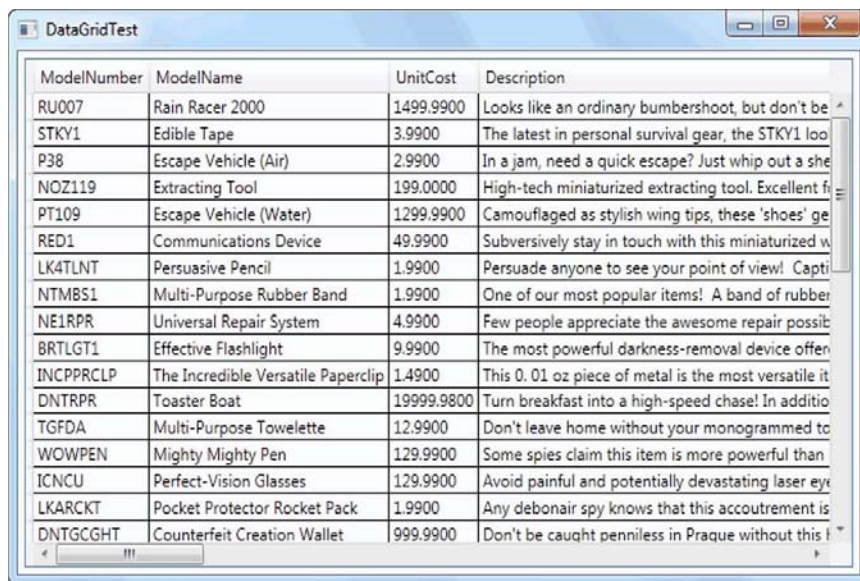 DataGridTest
ModelNumber ModelName UnitCost Description
RU007 Rain Racer 2000 1499.9900 Looks like an ordinary bumbershoot, but don't be
STKY1 Edible Tape 3.9900 The latest in personal survival gear, the STKY1 loo
P38 Escape Vehicle (Air) 2.9900 In a jam, need a quick escape? Just whip out a she
NOZ119 Extracting Tool 199.0000 High-tech miniaturized extracting tool. Excellent f
PT109 Escape Vehicle (Water) 1299.9900 Camouflaged as stylish wing tips, these 'shoes' ge
RED1 Communications Device 49.9900 Subversively stay in touch with this miniaturized w
LK4TLNT Persuasive Pencil 1.9900 Persuade anyone to see your point of view! Capti
NTMBS1 Multi-Purpose Rubber Band 1.9900 One of our most popular items! A band of rubber
NE1RPR Universal Repair System 4.9900 Few people appreciate the awesome repair possib
BRTLGT1 Effective Flashlight 9.9900 The most powerful darkness-removal device offer
INCPPRCLP The Incredible Versatile Paperclip 1.4900 This 0. 01 oz piece of metal is the most versatile it
DNTRPR Toaster Boat 19999.9800 Turn breakfast into a high-speed chase! In additio
TGFDA Multi-Purpose Towelette 12.9900 Don't leave home without your monogrammed to
WOWPEN Mighty Mighty Pen 129.9900 Some spies claim this item is more powerful than
ICNCU Perfect-Vision Glasses 129.9900 Avoid painful and potentially devastating laser eye
LKARCKT Pocket Protector Rocket Pack 1.9900 Any debonair spy knows that this accoutrement is
DNTGCGHT Counterfeit Creation Wallet 999.9900 Don't be caught penniless in Prague without this